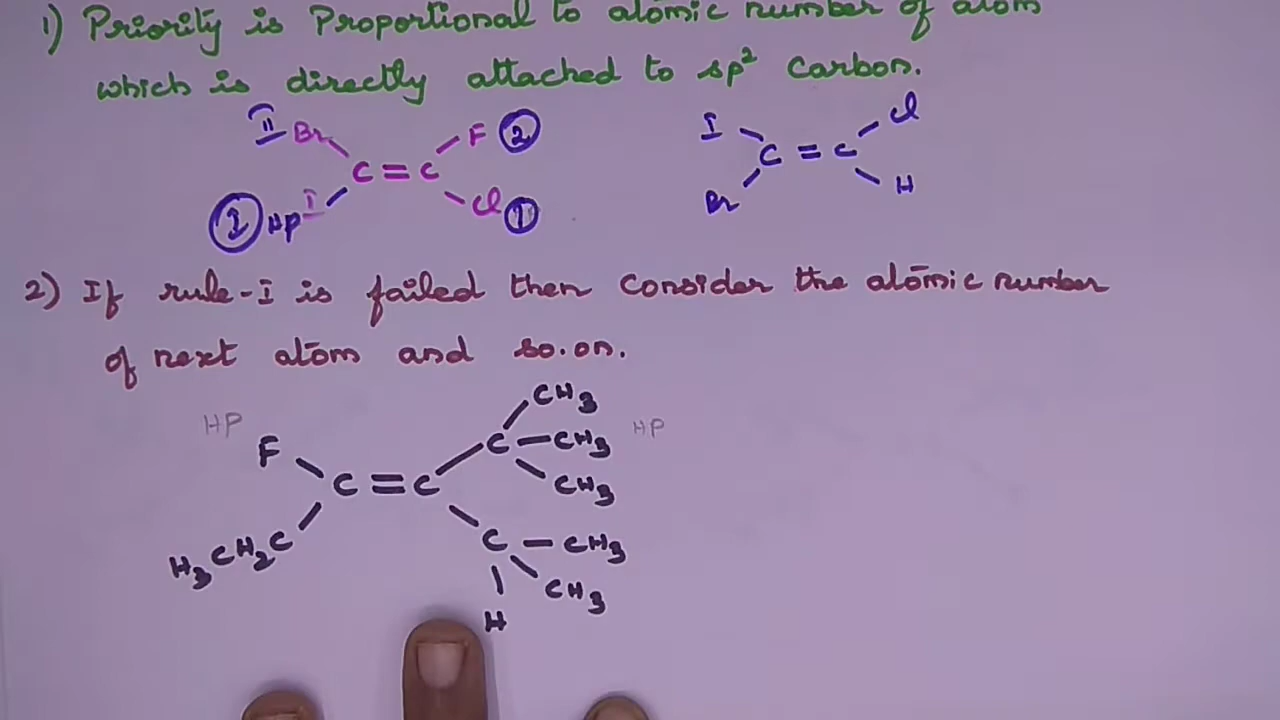 1) Priority is Proportional to atomic number of atom
which is directly attached to sp² Carbon.
II Br F ② I Cl
C = C C = C
① HP I Cl ① Br H
2) If rule-I is failed then Consider the atomic number
of next atom and so.on.
CH3
HP F C CH3 HP
C = C CH3
H3CH2C C CH3
CH3
H